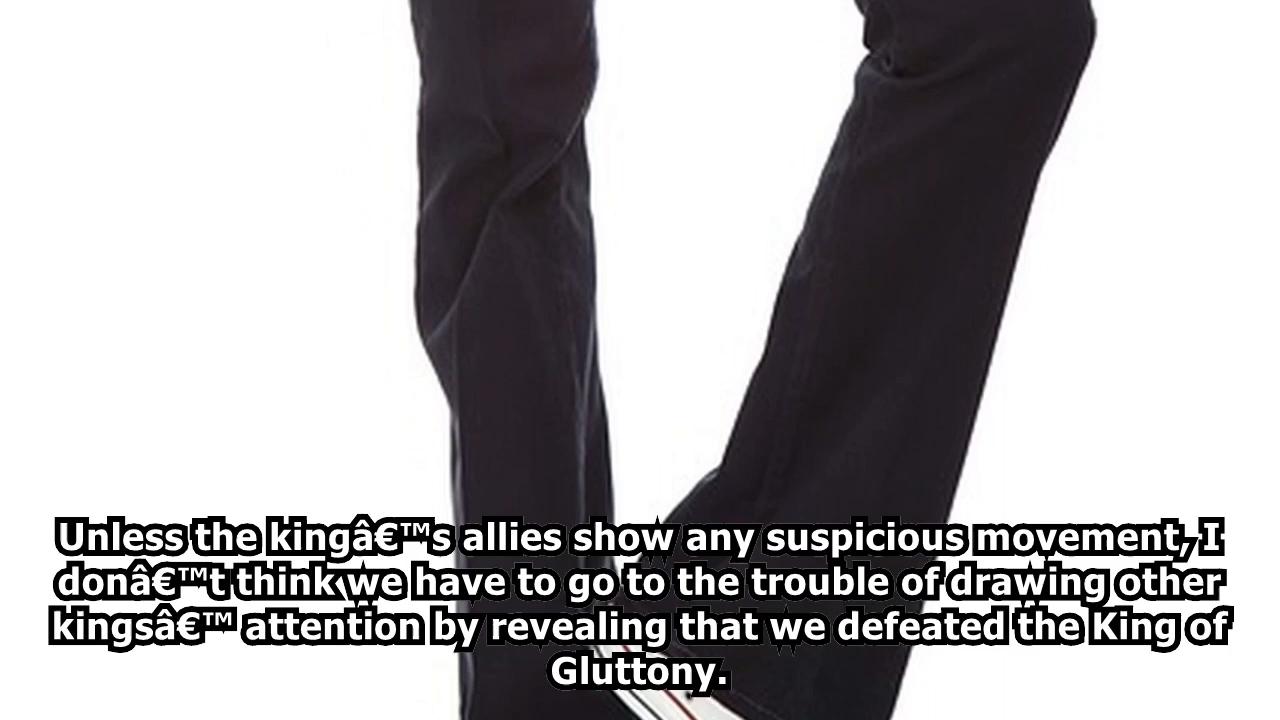 Unless the kingâ€™s allies show any suspicious movement, I
donâ€™t think we have to go to the trouble of drawing other
kingsâ€™ attention by revealing that we defeated the King of
Gluttony.